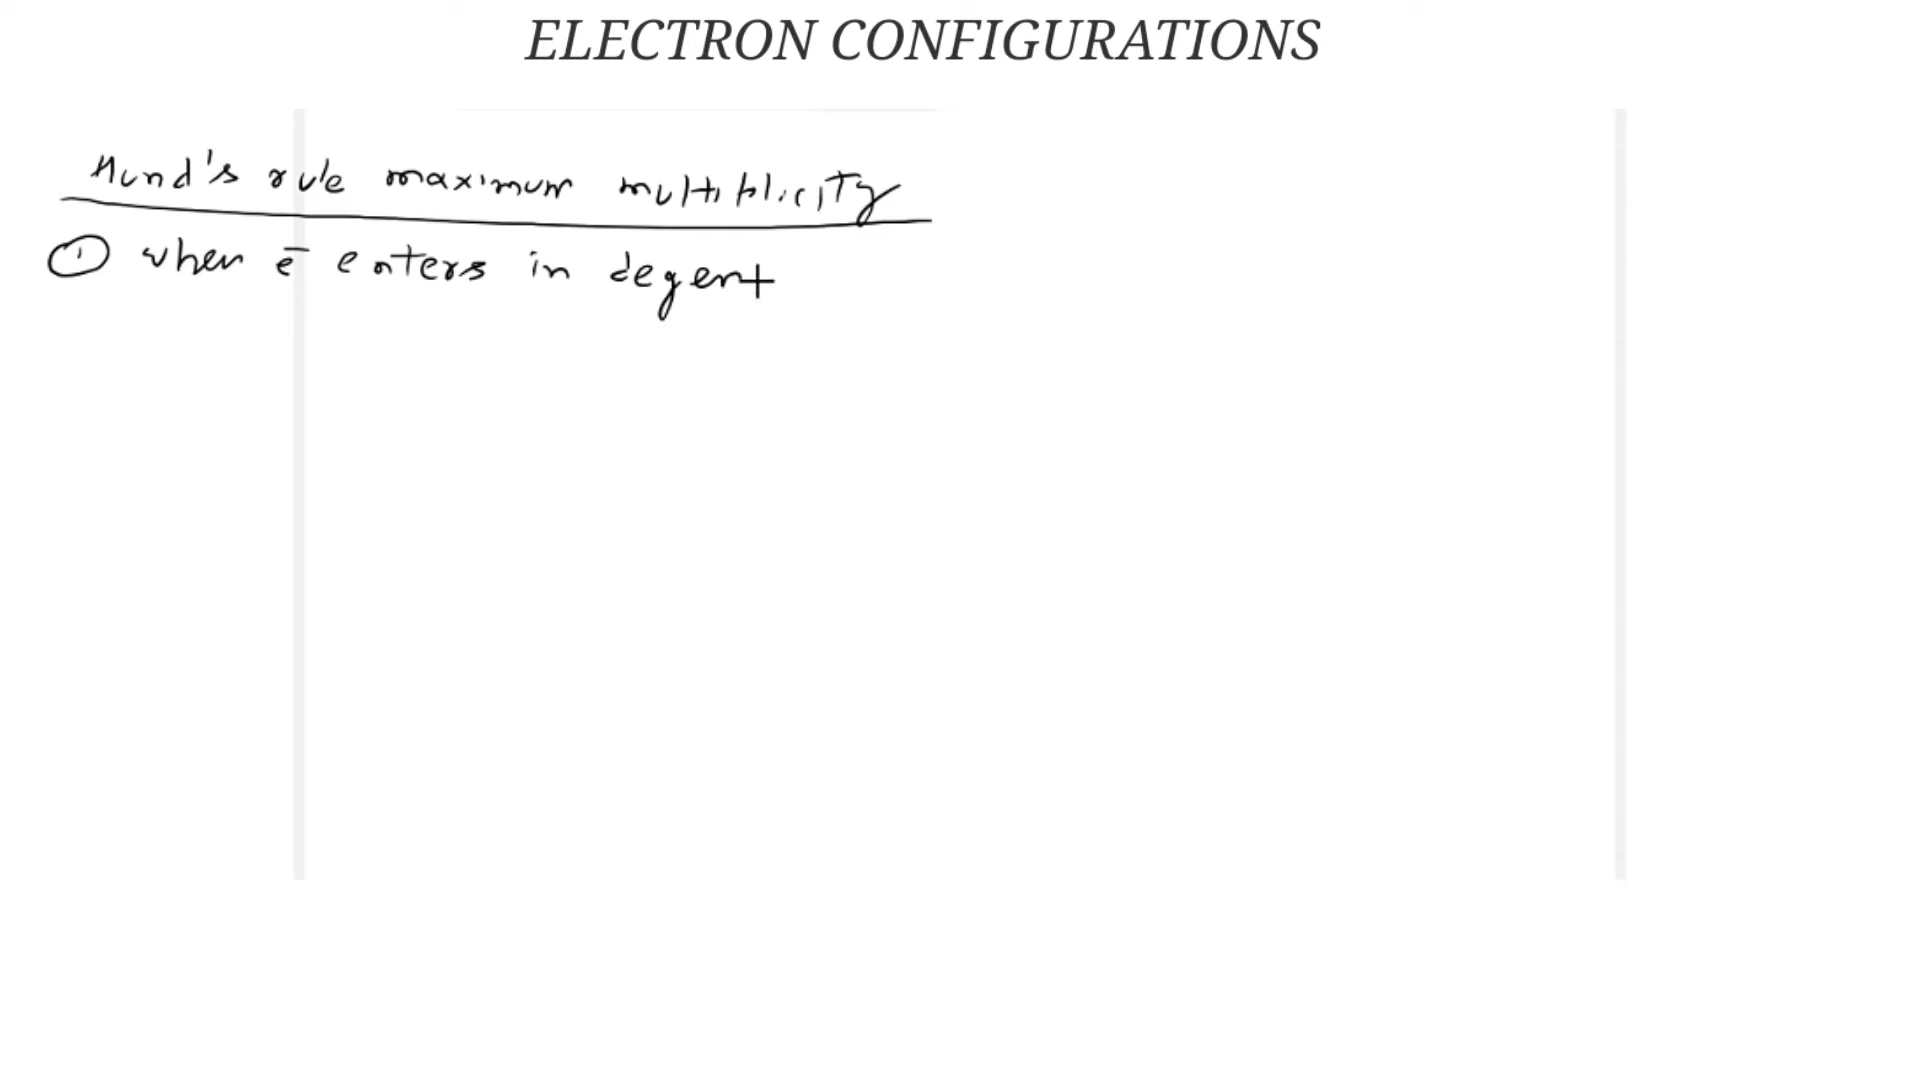 ELECTRON CONFIGURATIONS
Hund's rule maximum multiplicity
① when e̅ enters in degent